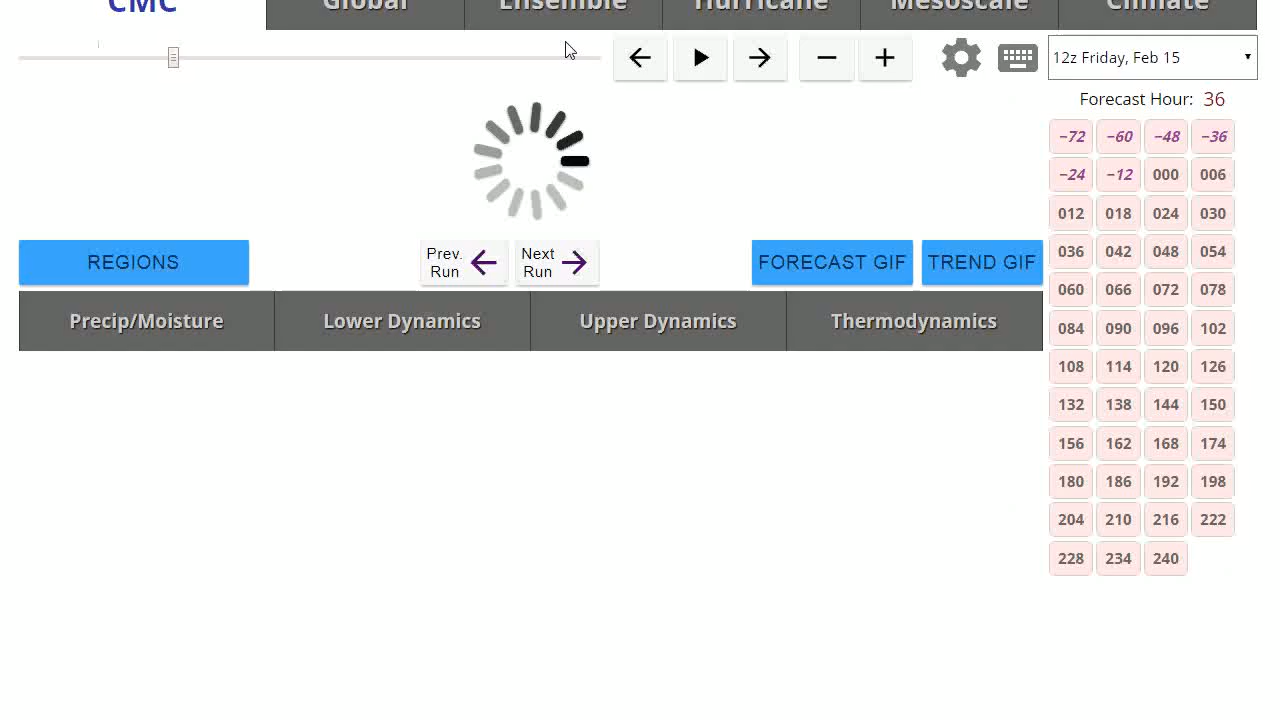 CMC Global Ensemble Hurricane Mesoscale Climate
12z Friday, Feb 15
Forecast Hour: 36
−72 −60 −48 −36
−24 −12 000 006
012 018 024 030
036 042 048 054
060 066 072 078
084 090 096 102
108 114 120 126
132 138 144 150
156 162 168 174
180 186 192 198
204 210 216 222
228 234 240
REGIONS
Prev.
Run
Next
Run
FORECAST GIF
TREND GIF
Precip/Moisture Lower Dynamics Upper Dynamics Thermodynamics